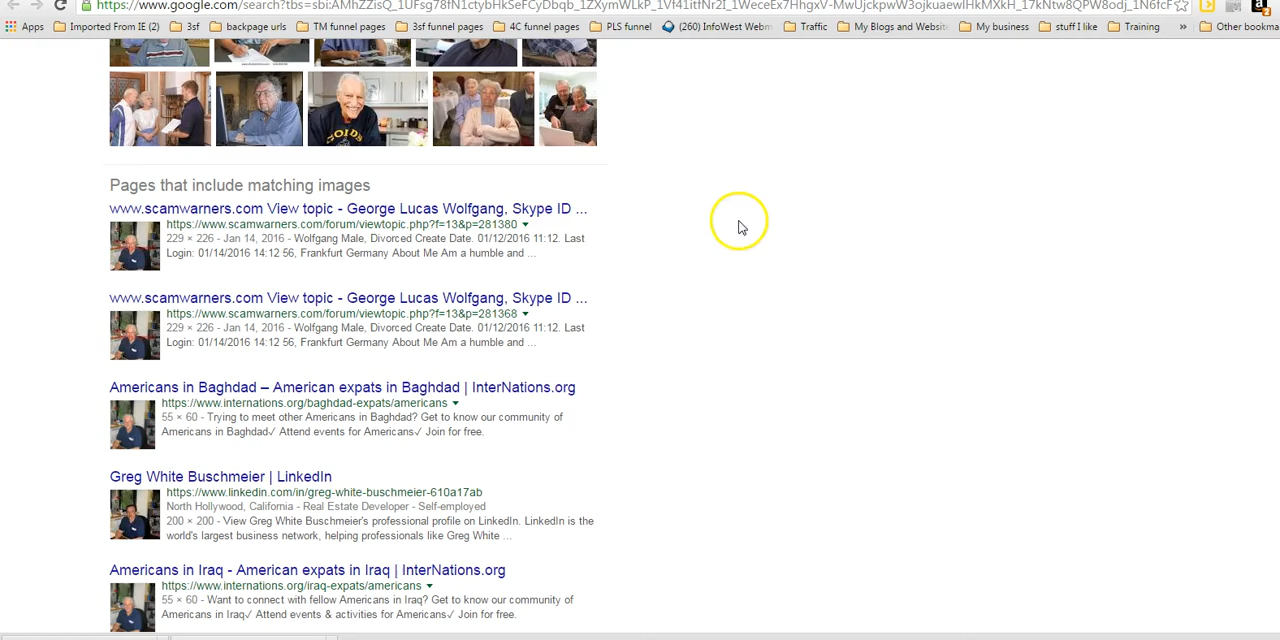 https://www.google.com/search?tbs=sbi:AMhZZisQ_1UFsg78fN1ctybHkSeFCyDbqb_1ZXymWLkP_1Vf41itfNr2I_1WeceEx7HhgxV-MwUjckpwW3ojkuaewIHkMXkH_17kNtw8QPW8odj_1N6fcF
Apps Imported From IE (2) 3sf backpage urls TM funnel pages 3sf funnel pages 4C funnel pages PLS funnel (260) InfoWest Webm Traffic My Blogs and Website My business stuff I like Training » Other bookma
Pages that include matching images
www.scamwarners.com View topic - George Lucas Wolfgang, Skype ID ...
https://www.scamwarners.com/forum/viewtopic.php?f=13&p=281380
229 × 226 - Jan 14, 2016 - Wolfgang Male, Divorced Create Date. 01/12/2016 11:12. Last
Login: 01/14/2016 14:12 56, Frankfurt Germany About Me Am a humble and ...
www.scamwarners.com View topic - George Lucas Wolfgang, Skype ID ...
https://www.scamwarners.com/forum/viewtopic.php?f=13&p=281368
229 × 226 - Jan 14, 2016 - Wolfgang Male, Divorced Create Date. 01/12/2016 11:12. Last
Login: 01/14/2016 14:12 56, Frankfurt Germany About Me Am a humble and ...
Americans in Baghdad – American expats in Baghdad | InterNations.org
https://www.internations.org/baghdad-expats/americans
55 × 60 - Trying to meet other Americans in Baghdad? Get to know our community of
Americans in Baghdad✓ Attend events for Americans✓ Join for free.
Greg White Buschmeier | LinkedIn
https://www.linkedin.com/in/greg-white-buschmeier-610a17ab
North Hollywood, California - Real Estate Developer - Self-employed
200 × 200 - View Greg White Buschmeier's professional profile on LinkedIn. LinkedIn is the
world's largest business network, helping professionals like Greg White ...
Americans in Iraq - American expats in Iraq | InterNations.org
https://www.internations.org/iraq-expats/americans
55 × 60 - Want to connect with fellow Americans in Iraq? Get to know our community of
Americans in Iraq✓ Attend events & activities for Americans✓ Join for free.